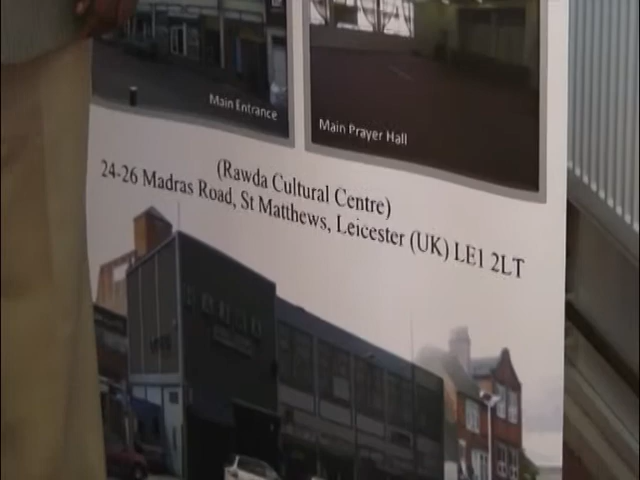 Main Entrance
Main Prayer Hall
(Rawda Cultural Centre)
24-26 Madras Road, St Matthews, Leicester (UK) LE1 2LT